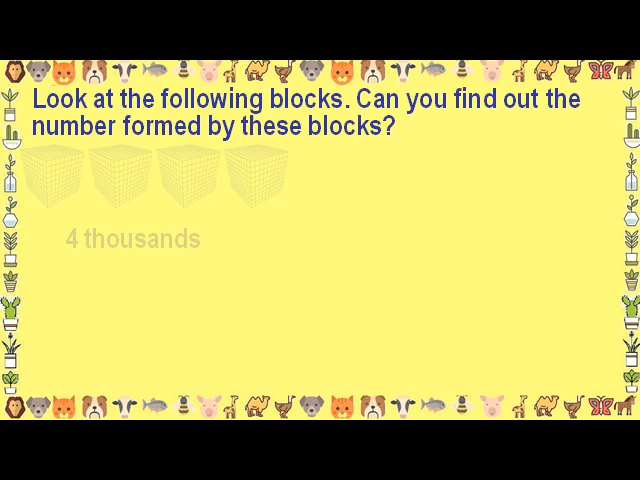 Look at the following blocks. Can you find out the
number formed by these blocks?
4 thousands